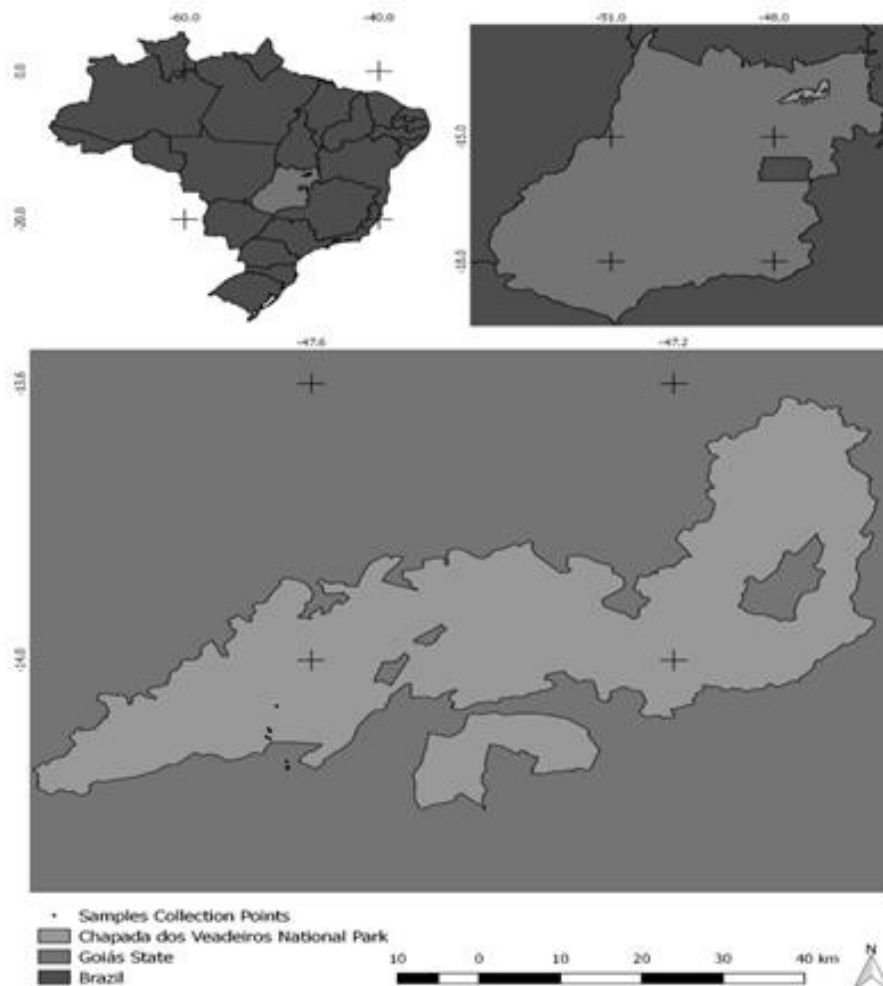 -60.0 -40.0
0.0
-20.0
-51.0 -48.0
-15.0
-18.0
-47.6 -47.2
-13.6
-14.0
Samples Collection Points
Chapada dos Veadeiros National Park
Goiás State
Brazil
10 0 10 20 30 40 km
N